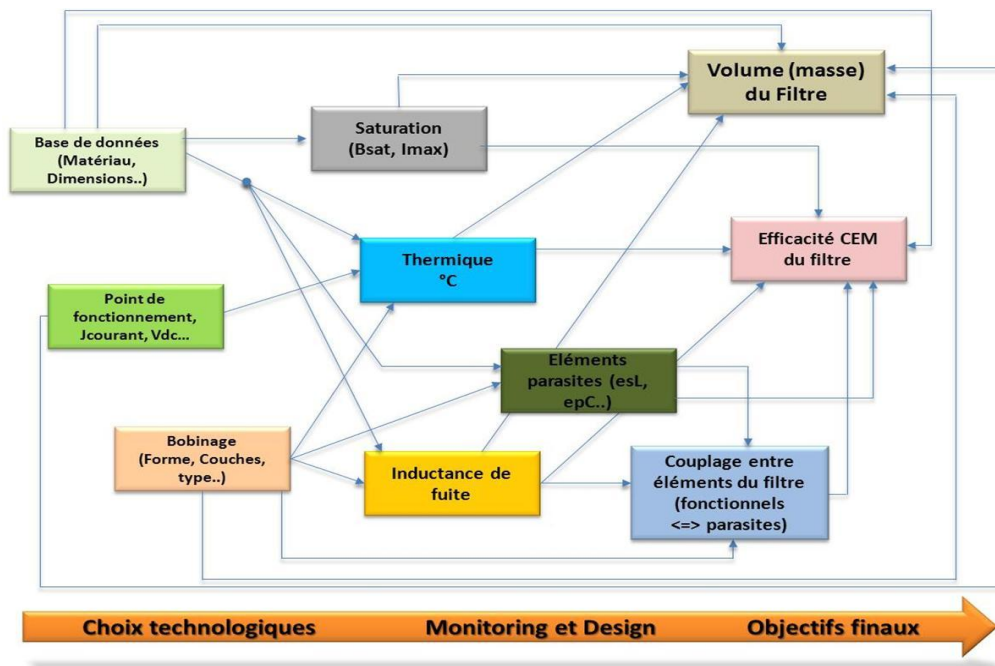 Volume (masse)
du Filtre
Base de données
(Matériau,
Dimensions..)
Saturation
(Bsat, Imax)
Efficacité CEM
du filtre
Thermique
°C
Point de
fonctionnement,
Jcourant, Vdc...
Eléments
parasites (esL,
epC..)
Bobinage
(Forme, Couches,
type..)
Inductance de
fuite
Couplage entre
éléments du filtre
(fonctionnels
<=> parasites)
Choix technologiques Monitoring et Design Objectifs finaux